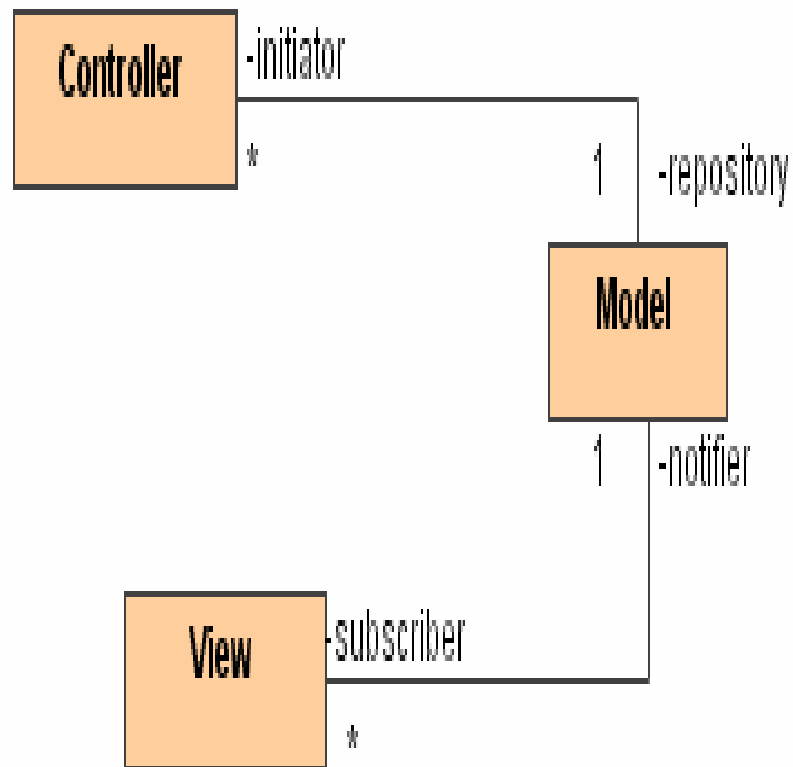 Controller
-initiator
*
1
-repository
Model
1
-notifier
View
-subscriber
*